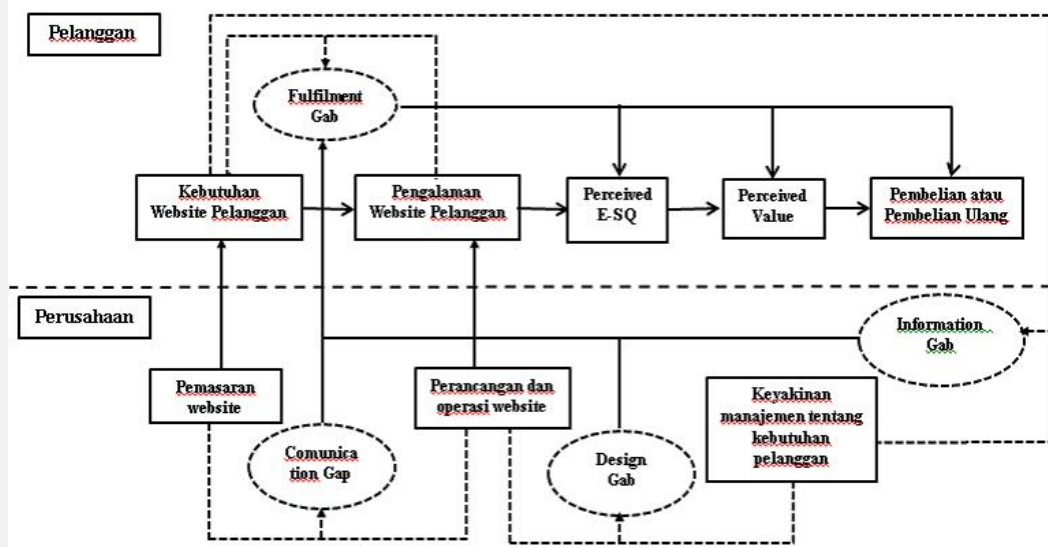 Pelanggan
Fulfilment
Gab
Kebutuhan
Website Pelanggan
Pengalaman
Website Pelanggan
Perceived
E-SQ
Perceived
Value
Pembelian atau
Pembelian Ulang
Perusahaan
Information
Gab
Pemasaran
website
Perancangan dan
operasi website
Keyakinan
manajemen tentang
kebutuhan
pelanggan
Comunica
tion Gap
Design
Gab